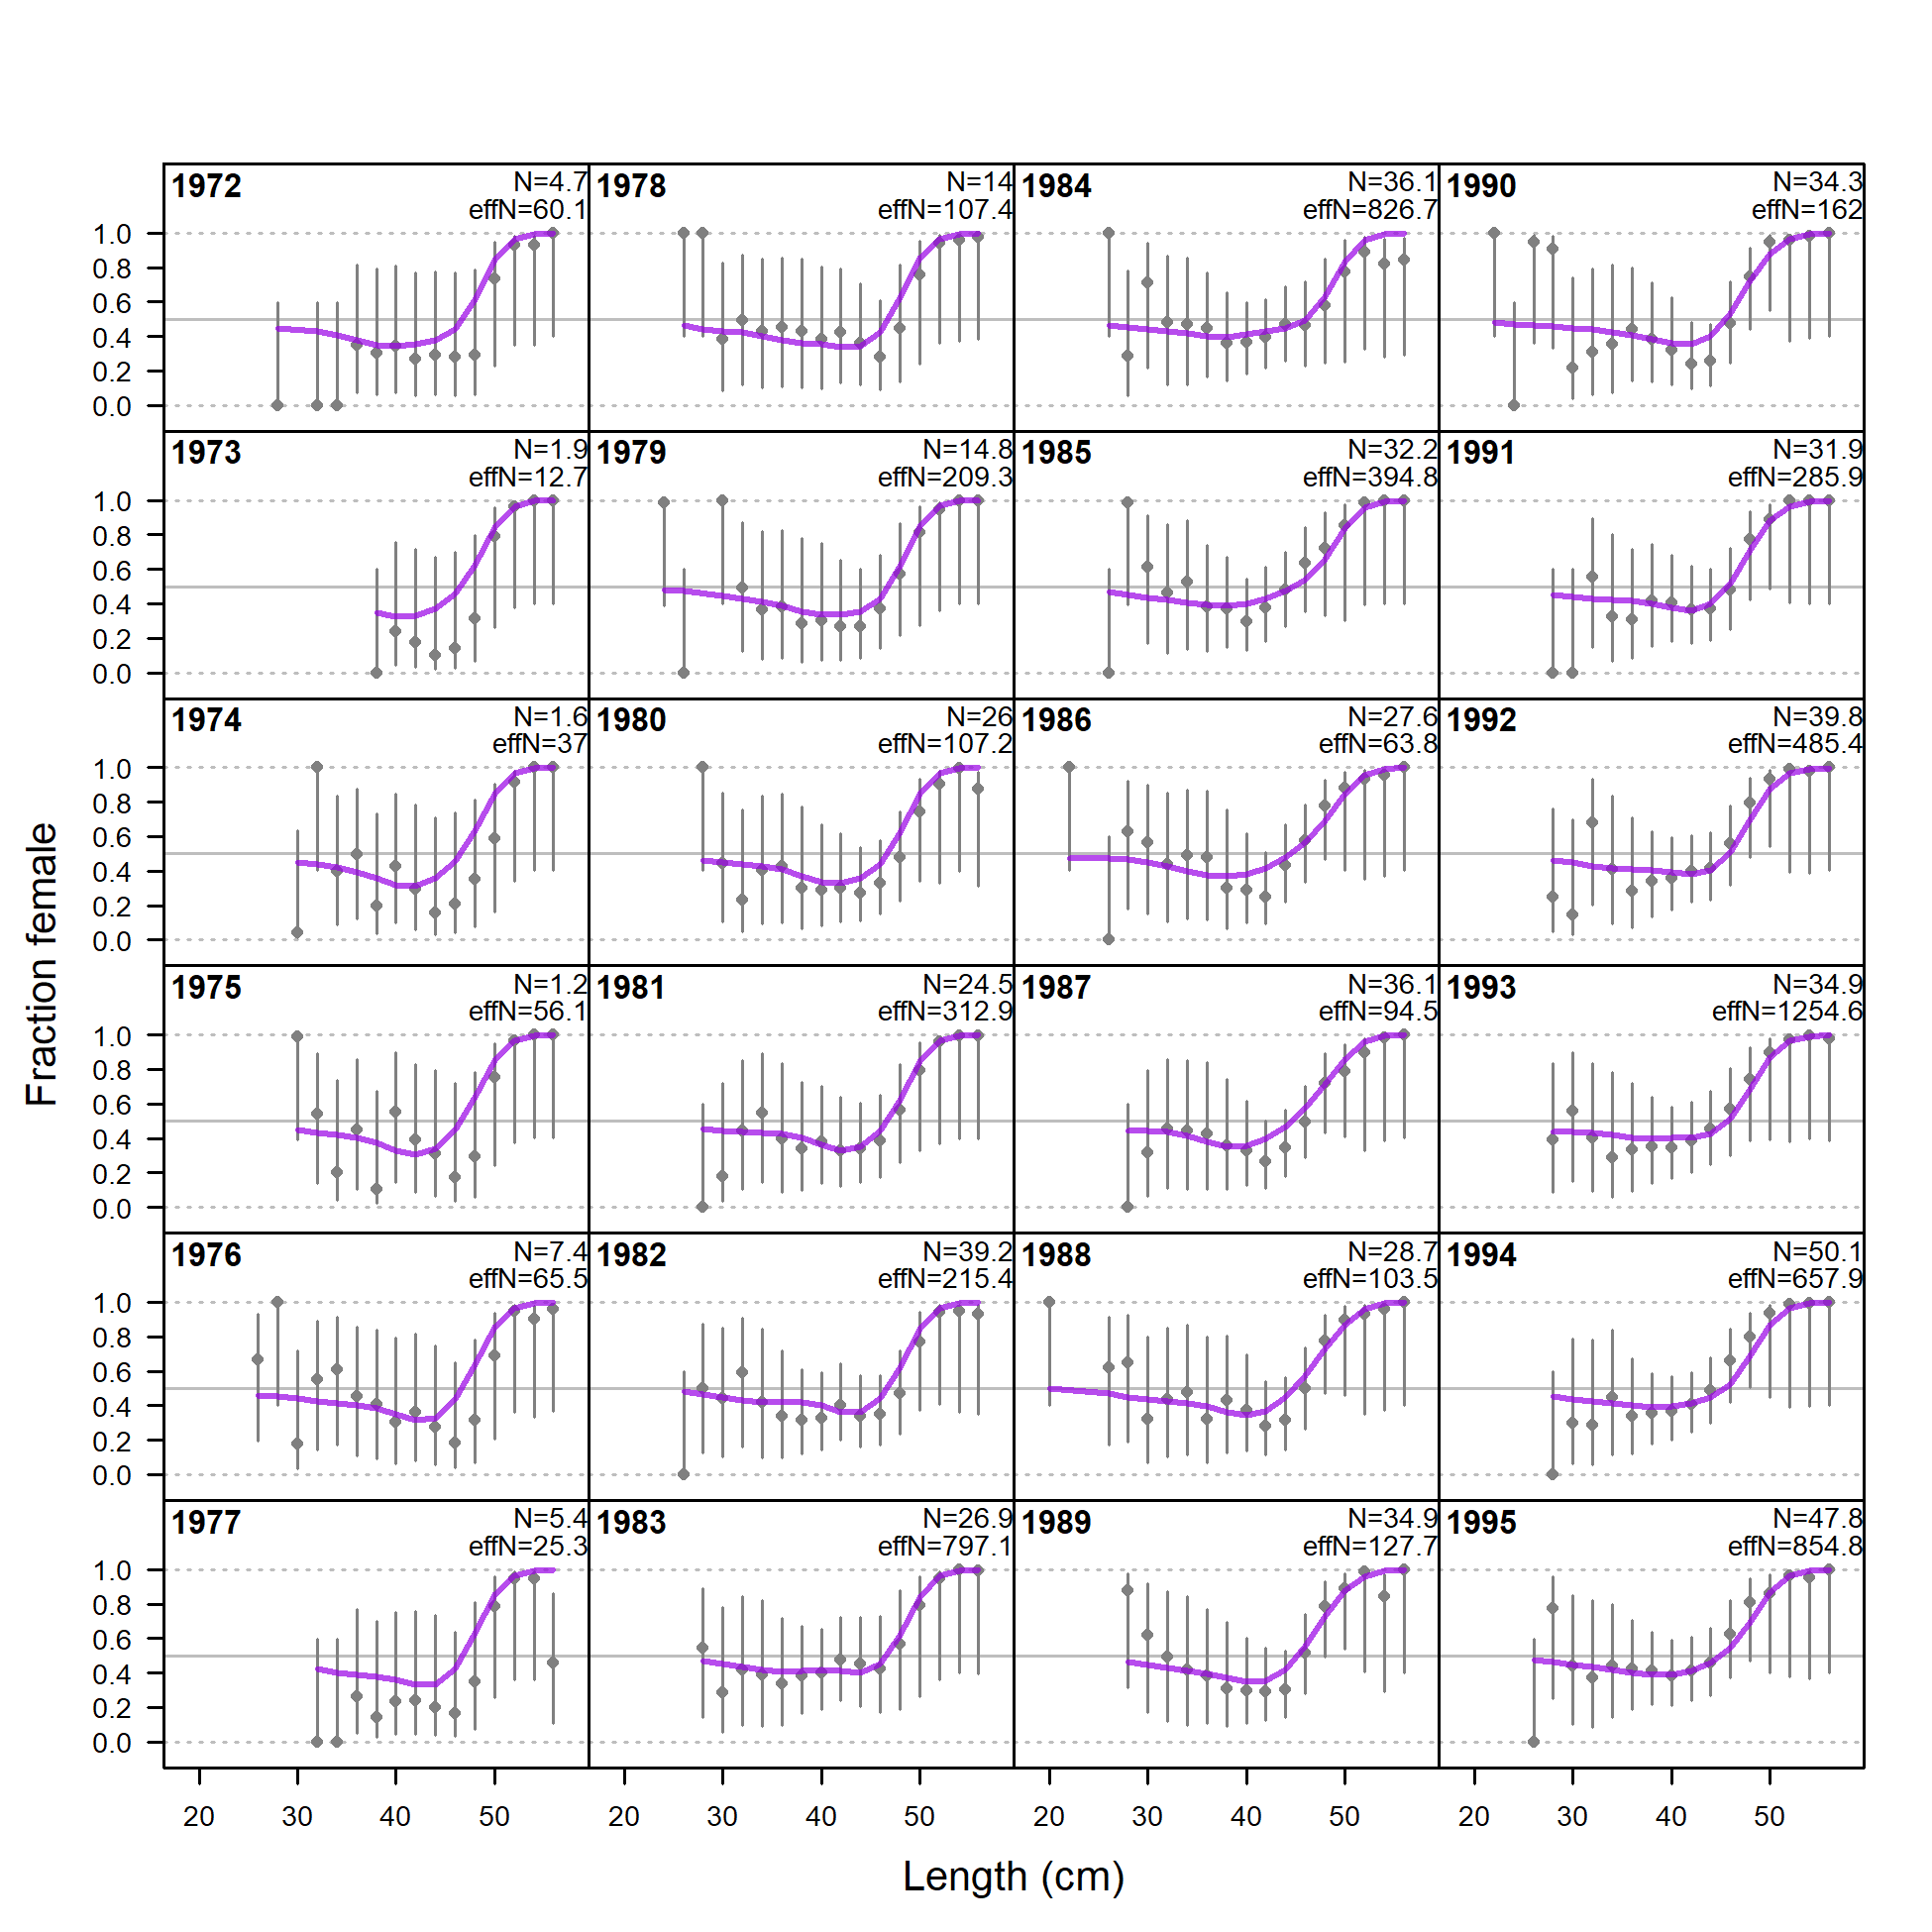 1972 N=4.7 1978 N=14 1984 N=36.1 1990 N=34.3
effN=60.1 effN=107.4 effN=826.7 effN=162
1.0
0.8
0.6
0.4
0.2
0.0
1973 N=1.9 1979 N=14.8 1985 N=32.2 1991 N=31.9
effN=12.7 effN=209.3 effN=394.8 effN=285.9
1.0
0.8
0.6
0.4
0.2
0.0
1974 N=1.6 1980 N=26 1986 N=27.6 1992 N=39.8
effN=37 effN=107.2 effN=63.8 effN=485.4
1.0
0.8
0.6
0.4
0.2
0.0
Fraction female
1975 N=1.2 1981 N=24.5 1987 N=36.1 1993 N=34.9
effN=56.1 effN=312.9 effN=94.5 effN=1254.6
1.0
0.8
0.6
0.4
0.2
0.0
1976 N=7.4 1982 N=39.2 1988 N=28.7 1994 N=50.1
effN=65.5 effN=215.4 effN=103.5 effN=657.9
1.0
0.8
0.6
0.4
0.2
0.0
1977 N=5.4 1983 N=26.9 1989 N=34.9 1995 N=47.8
effN=25.3 effN=797.1 effN=127.7 effN=854.8
1.0
0.8
0.6
0.4
0.2
0.0
20 30 40 50 20 30 40 50 20 30 40 50 20 30 40 50
Length (cm)